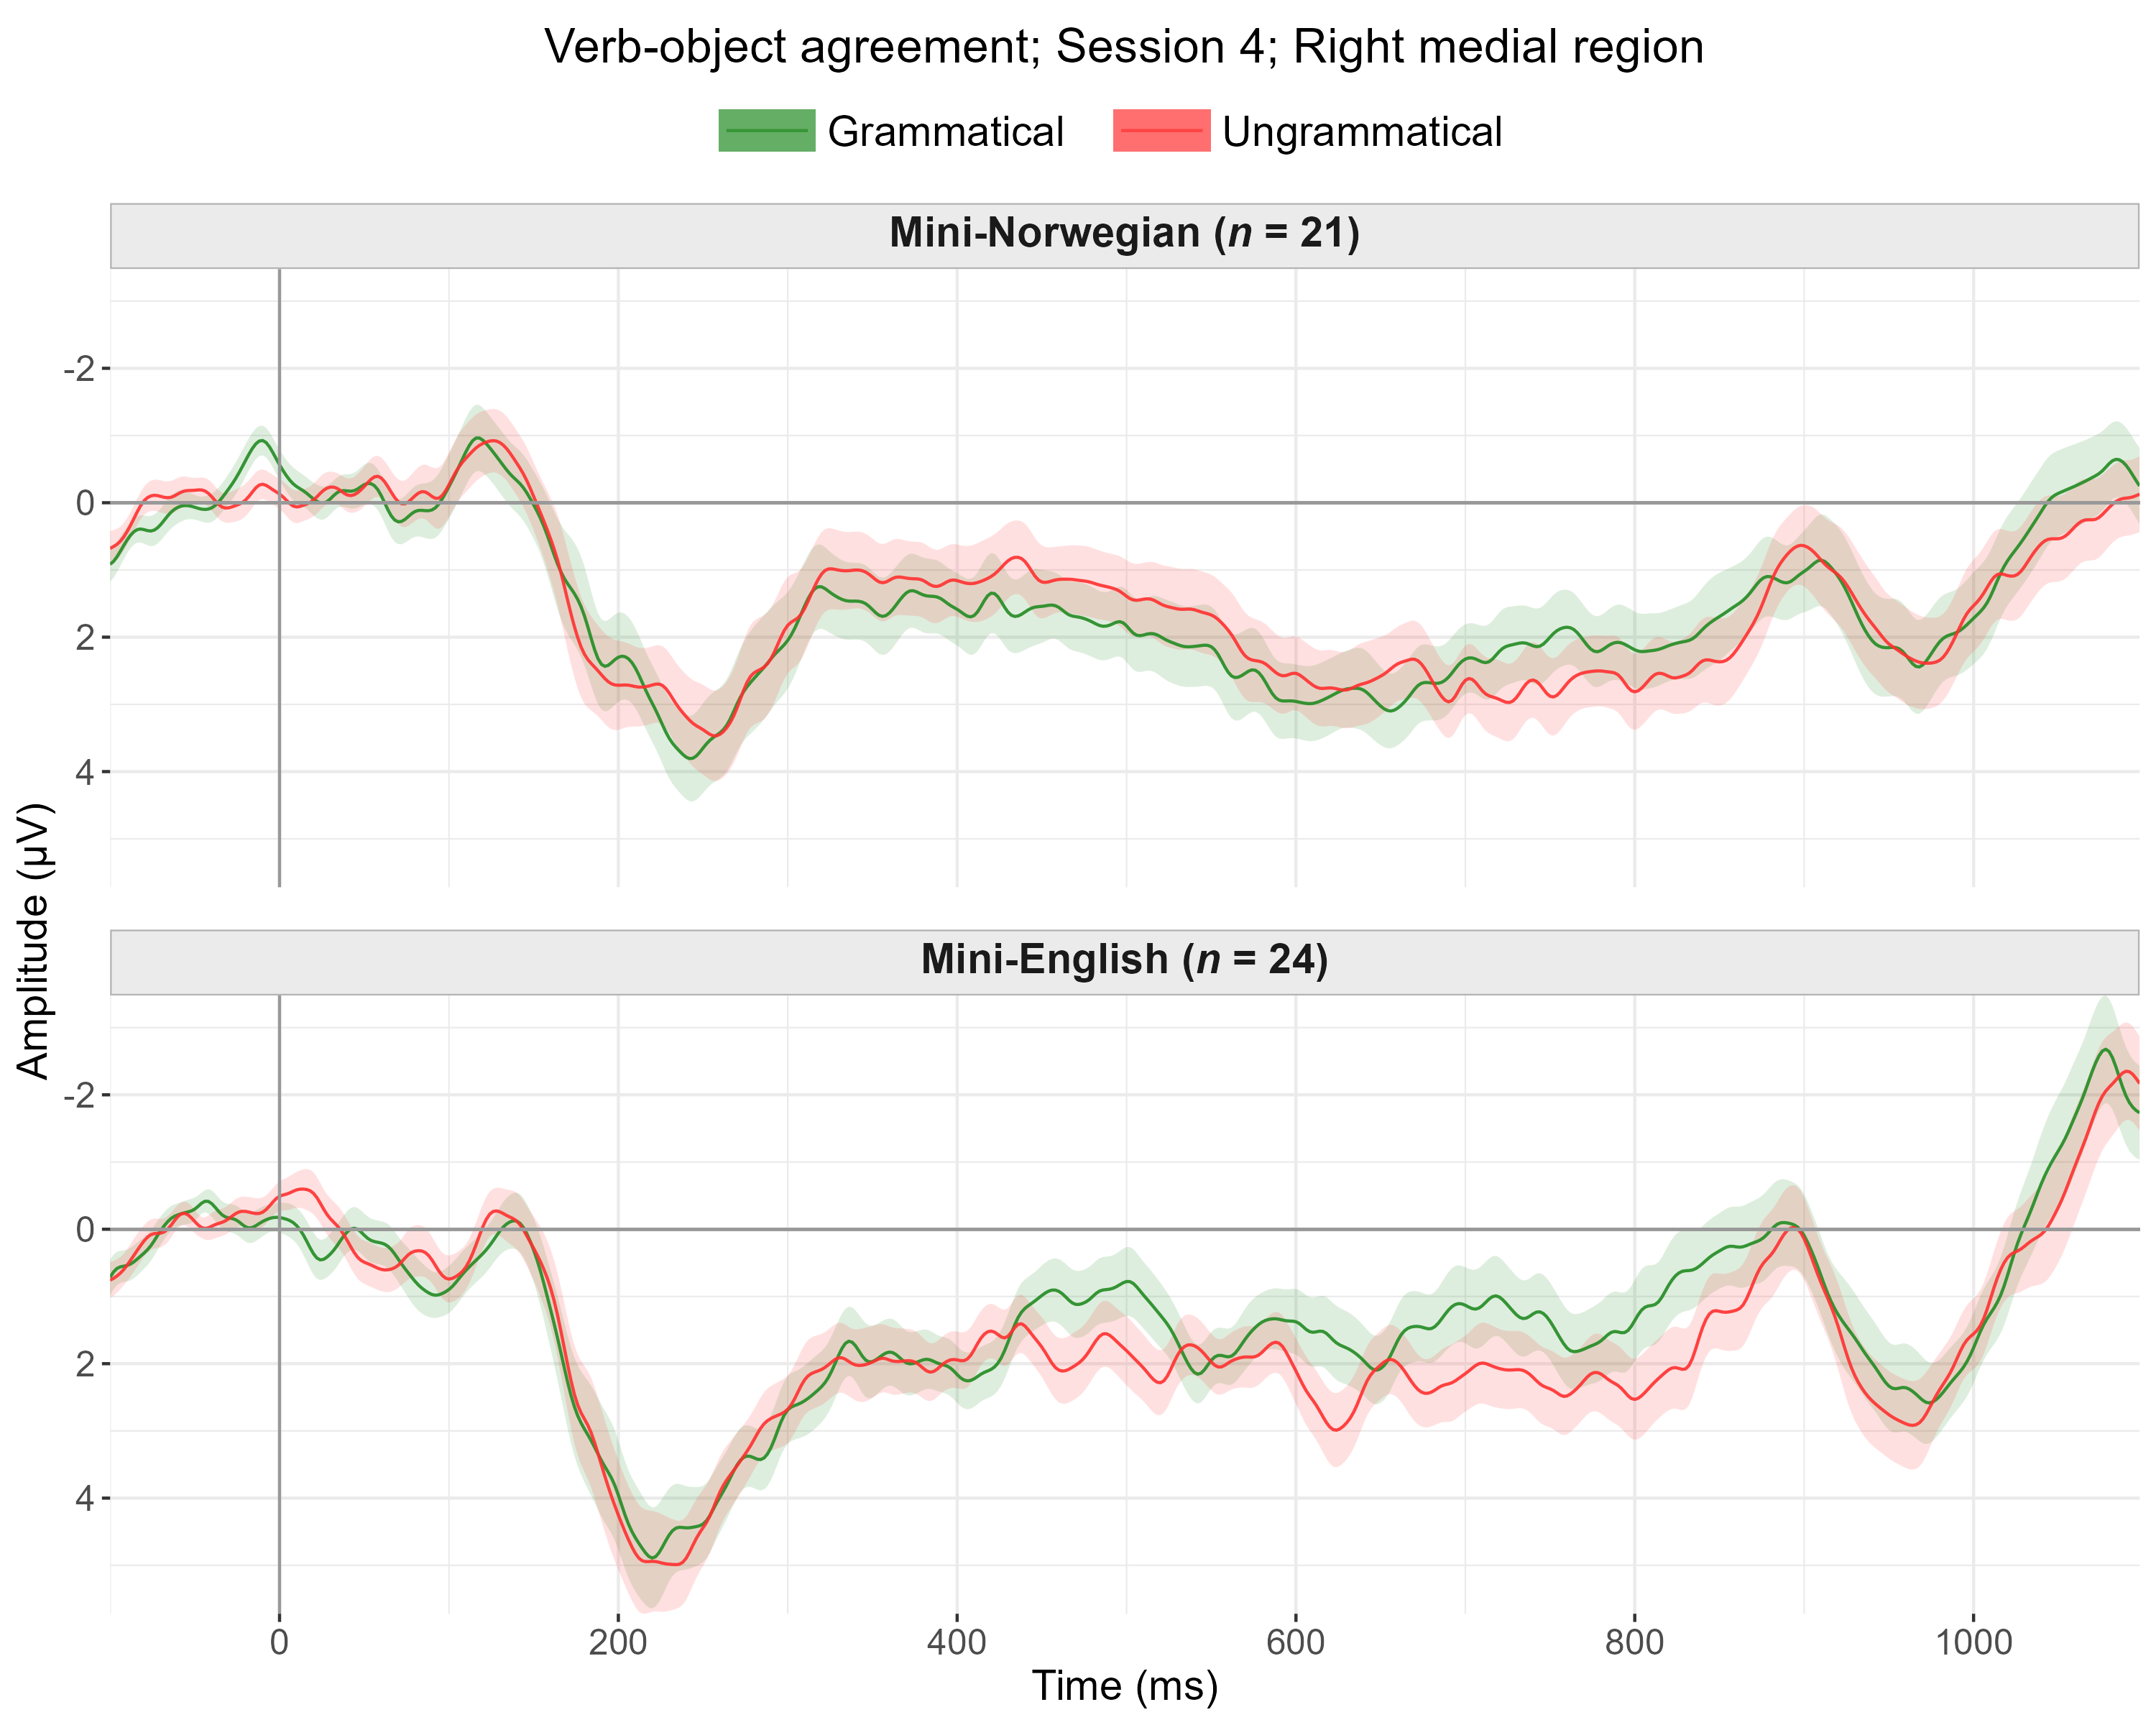 Verb-object agreement; Session 4; Right medial region
Grammatical Ungrammatical
Mini-Norwegian (n = 21)
-2
0
2
4
Amplitude (µV)
Mini-English (n = 24)
-2
0
2
4
0 200 400 600 800 1000
Time (ms)